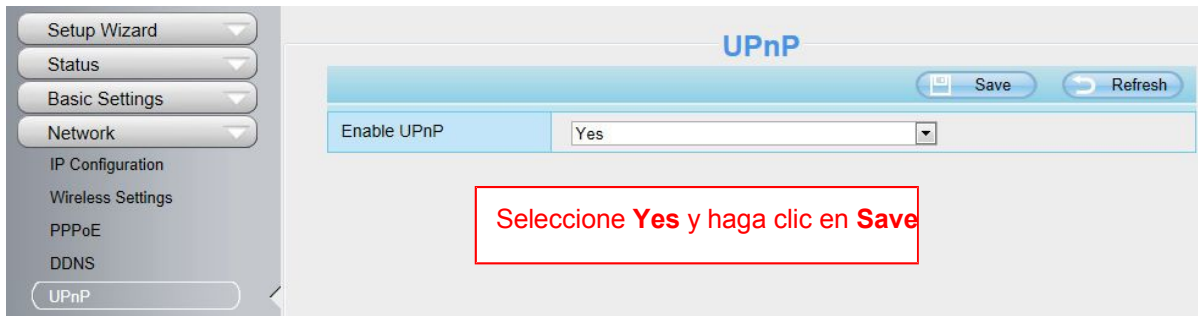 Setup Wizard
Status
Basic Settings
Network
IP Configuration
Wireless Settings
PPPoE
DDNS
UPnP
UPnP
Save Refresh
Enable UPnP Yes
Seleccione Yes y haga clic en Save